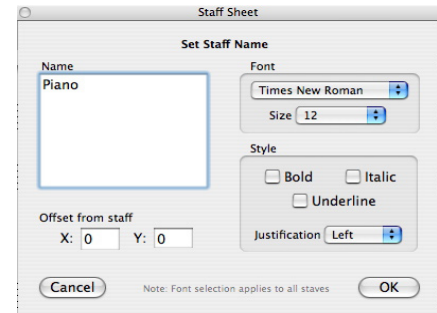 Staff Sheet
Set Staff Name
Name
Piano
Font
Times New Roman
Size 12
Style
Bold Italic
Underline
Offset from staff
X: 0 Y: 0
Justification Left
Cancel
Note: Font selection applies to all staves
OK